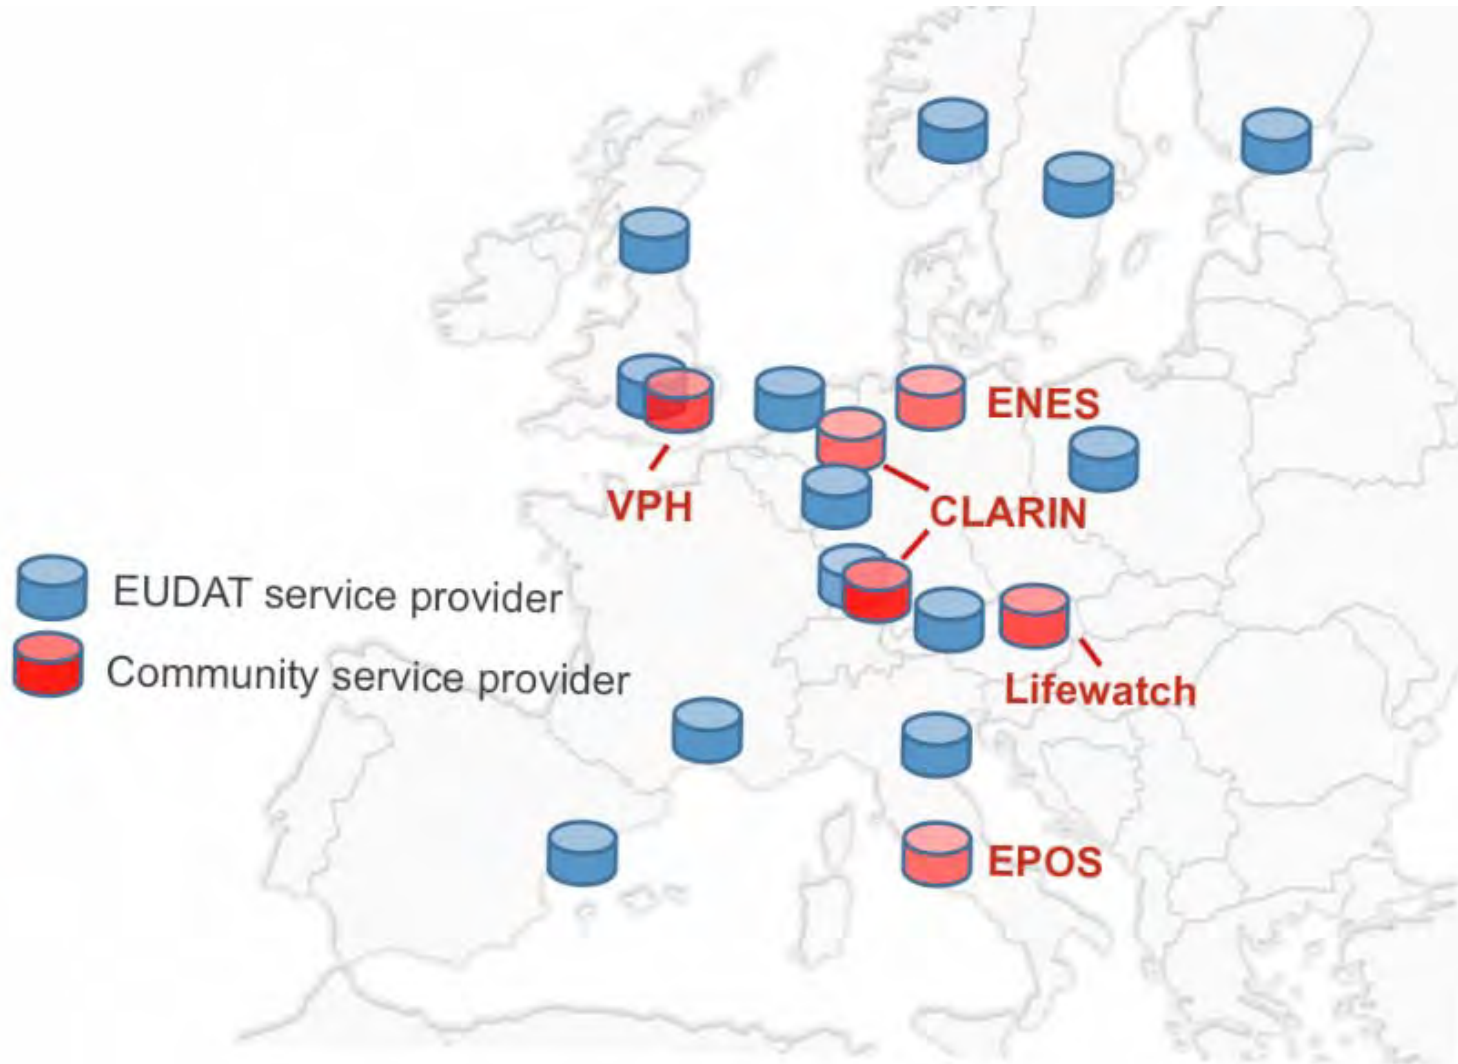 ENES
VPH
CLARIN
EUDAT service provider
Community service provider
Lifewatch
EPOS